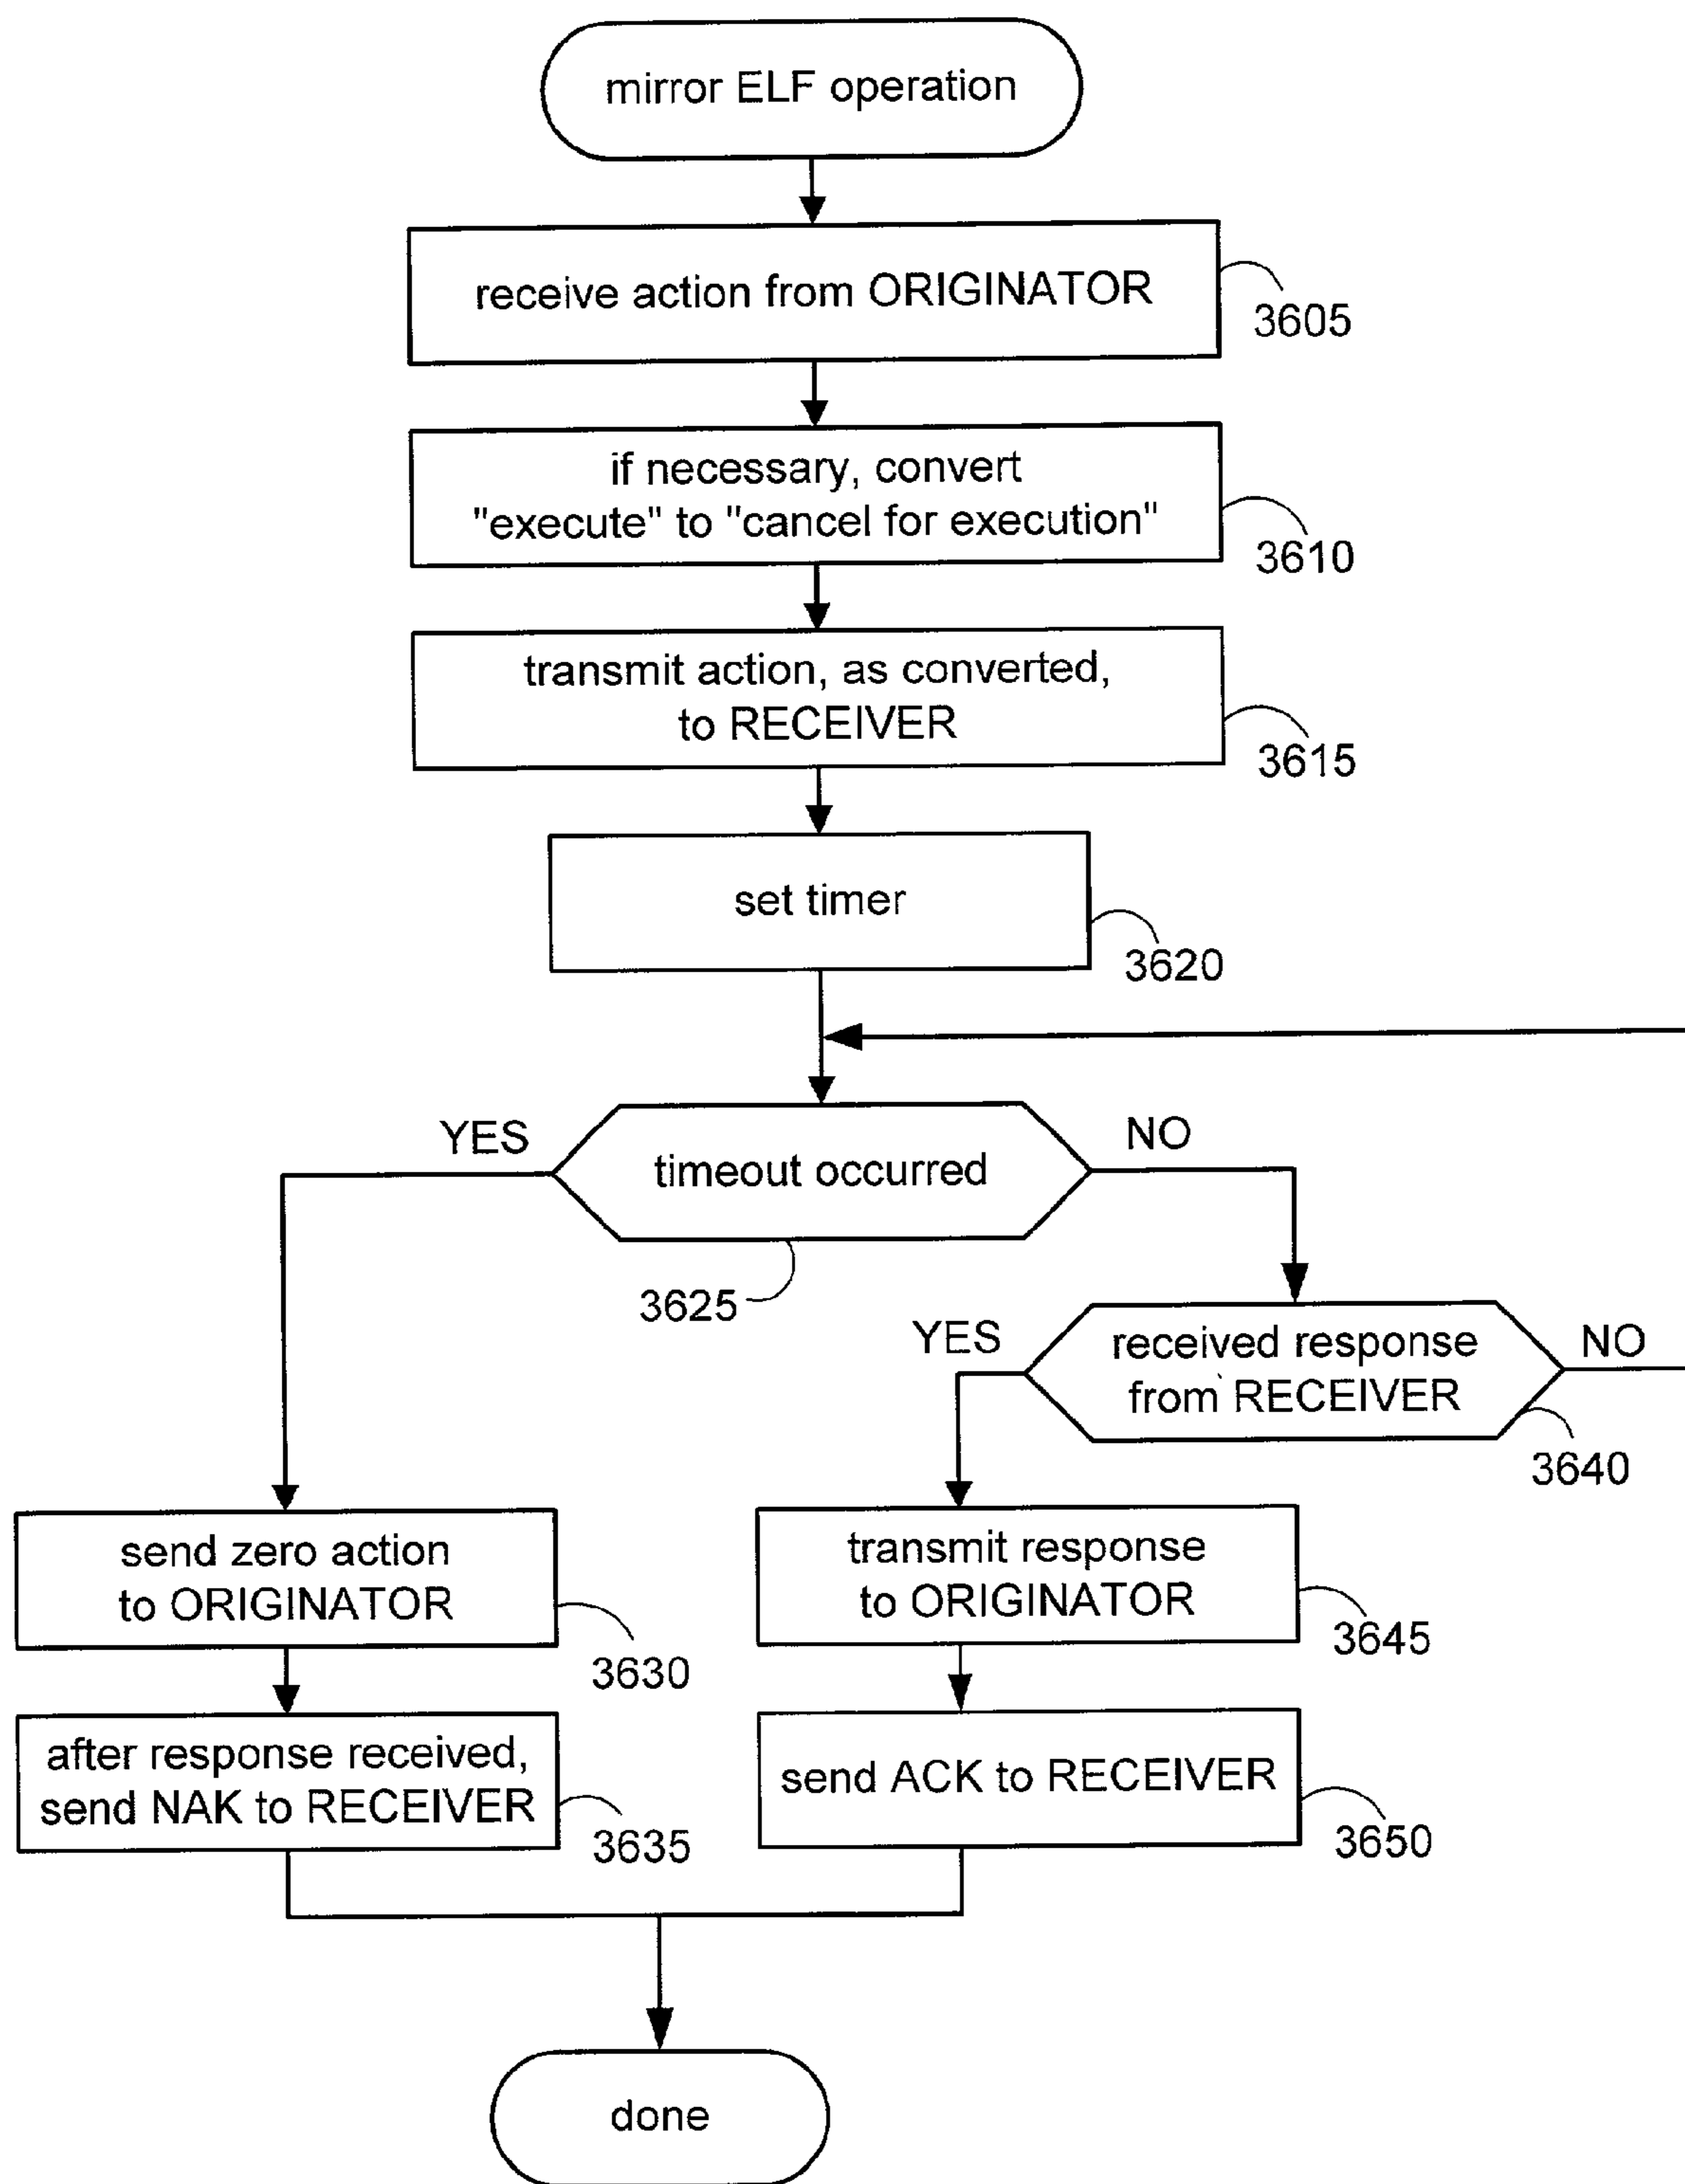 mirror ELF operation
receive action from ORIGINATOR
3605
if necessary, convert
"execute" to "cancel for execution"
3610
transmit action, as converted,
to RECEIVER
3615
set timer
3620
YES
NO
timeout occurred
3625
YES
received response
from RECEIVER
NO
3640
send zero action
to ORIGINATOR
3630
transmit response
to ORIGINATOR
3645
after response received,
send NAK to RECEIVER
3635
send ACK to RECEIVER
3650
done